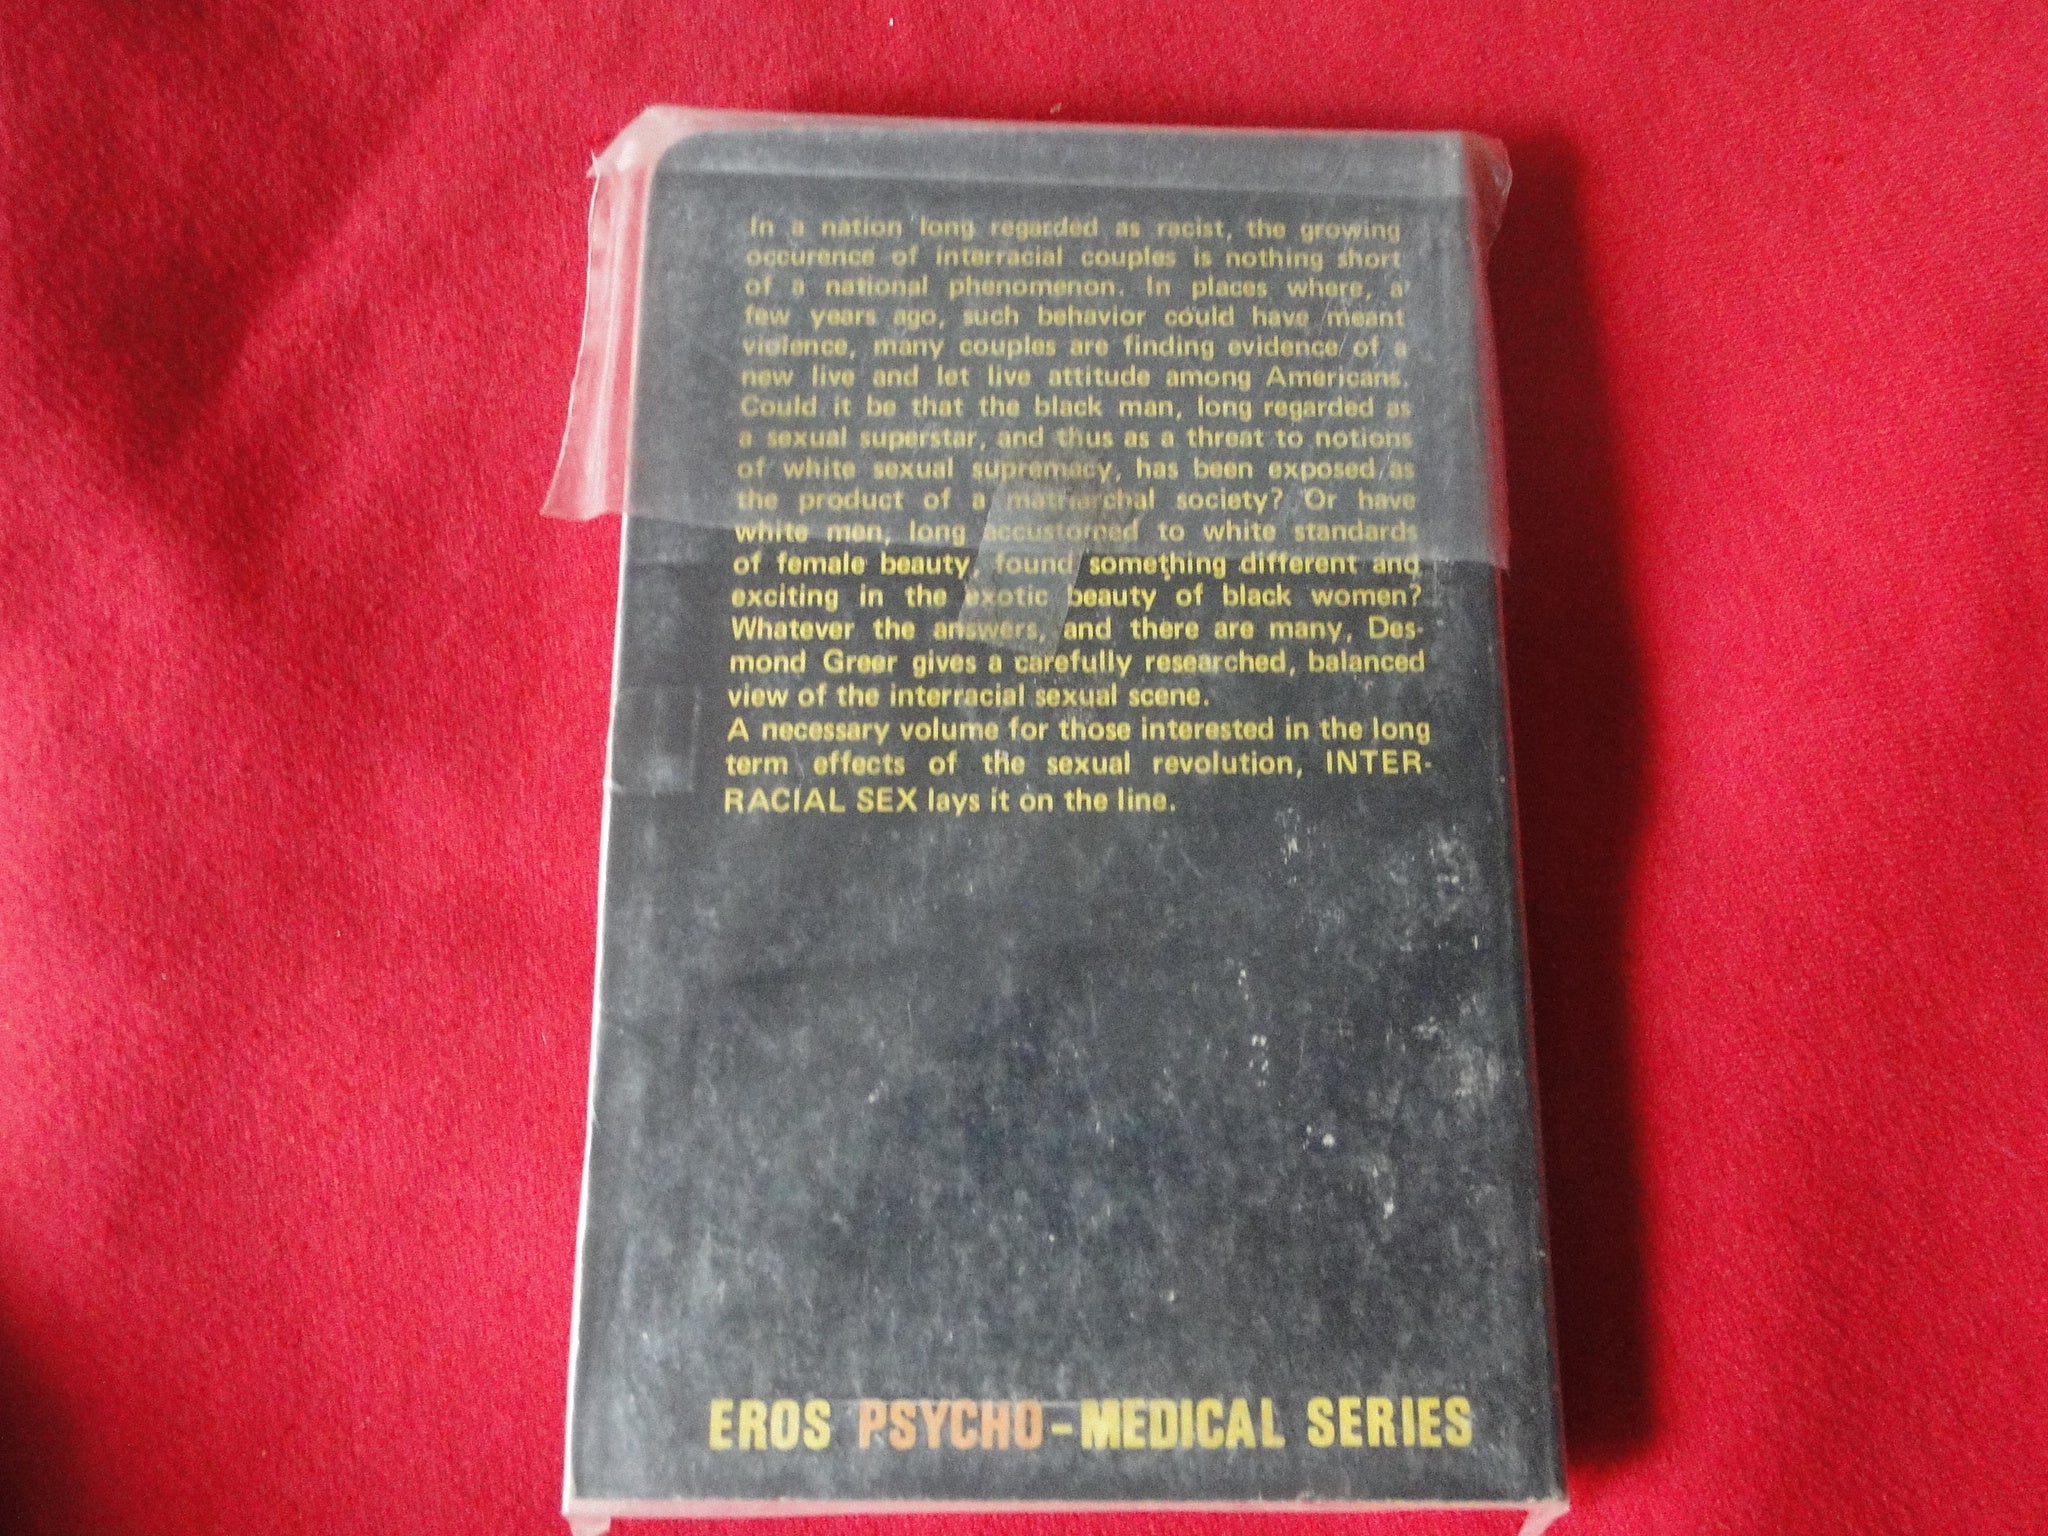 In a nation long regarded as racist, the growing
occurence of interracial couples is nothing short
of a national phenomenon. In places where, a
few years ago, such behavior could have meant
violence, many couples are finding evidence of a
new live and let live attitude among Americans.
Could it be that the black man, long regarded as
a sexual superstar, and thus as a threat to notions
of white sexual supremacy, has been exposed as
the product of a matriarchal society? Or have
white men, long accustomed to white standards
of female beauty, found something different and
exciting in the exotic beauty of black women?
Whatever the answers, and there are many, Des-
mond Greer gives a carefully researched, balanced
view of the interracial sexual scene.
A necessary volume for those interested in the long
term effects of the sexual revolution, INTER-
RACIAL SEX lays it on the line.
EROS PSYCHO-MEDICAL SERIES